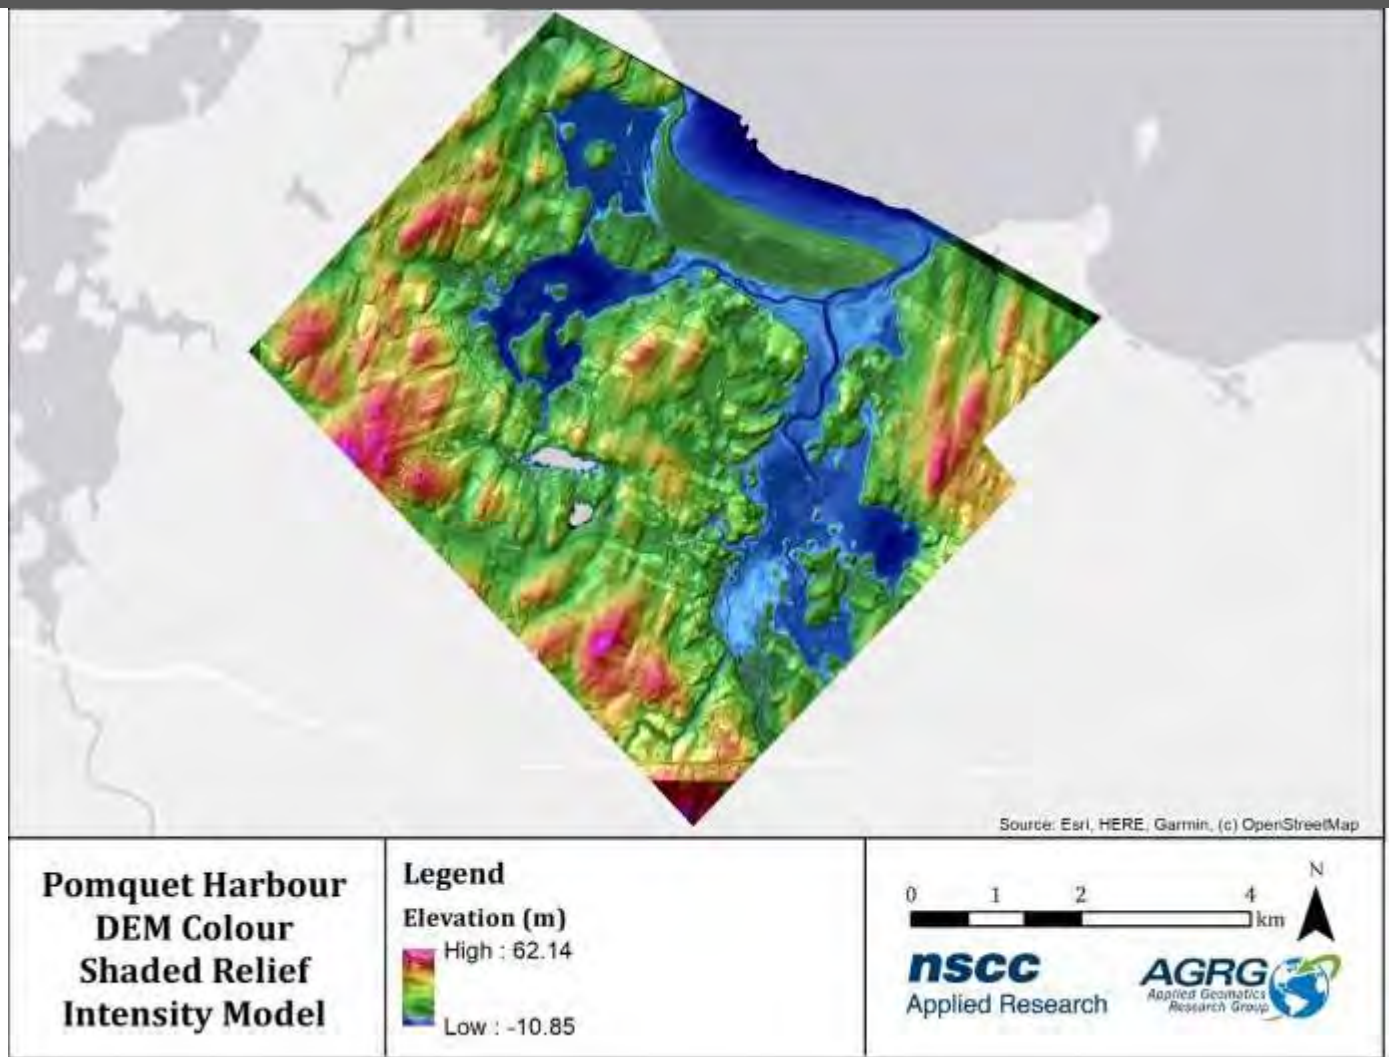 Source: Esri, HERE, Garmin, (c) OpenStreetMap
Pomquet Harbour
DEM Colour
Shaded Relief
Intensity Model
Legend
Elevation (m)
High : 62.14
Low : -10.85
N
0 1 2 4
km
nscc
Applied Research
AGRG
Applied Geomatics
Research Group